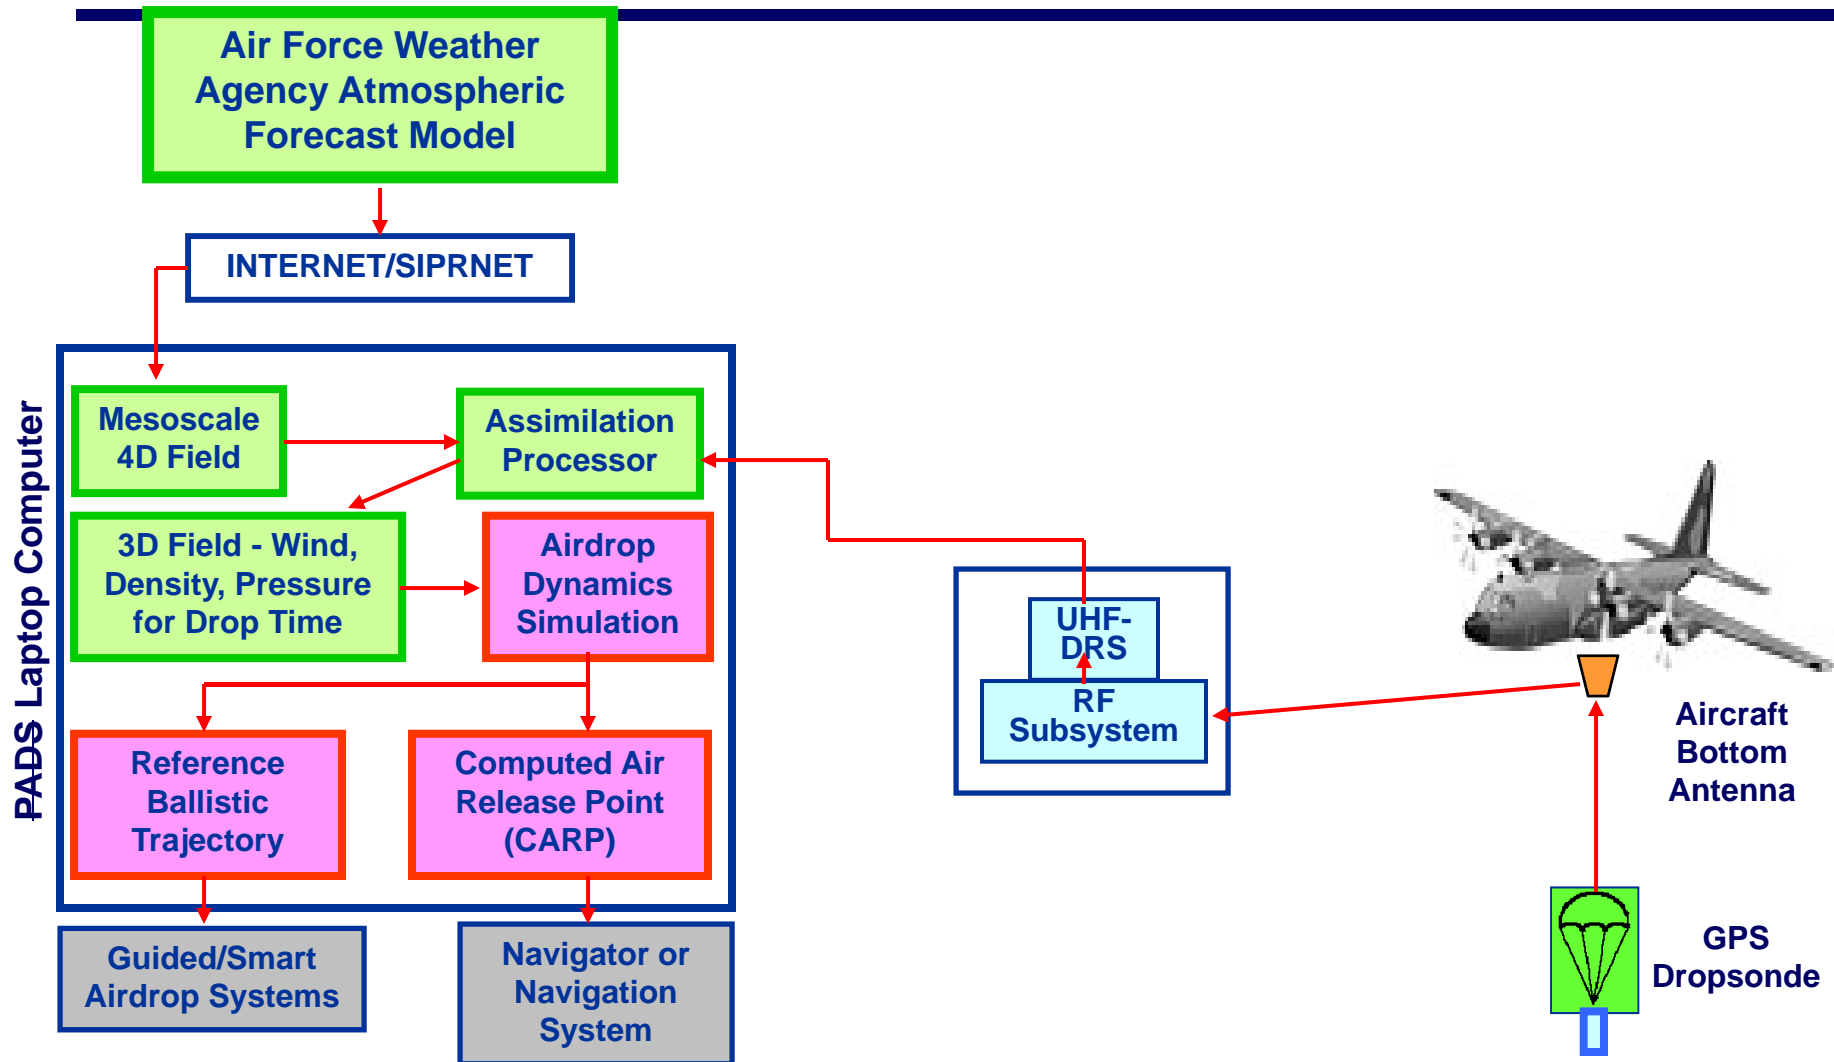 Air Force Weather
Agency Atmospheric
Forecast Model
INTERNET/SIPRNET
PADS Laptop Computer
Mesoscale
4D Field
Assimilation
Processor
3D Field - Wind,
Density, Pressure
for Drop Time
Airdrop
Dynamics
Simulation
Reference
Ballistic
Trajectory
Computed Air
Release Point
(CARP)
Guided/Smart
Airdrop Systems
Navigator or
Navigation
System
UHF-
DRS
RF
Subsystem
Aircraft
Bottom
Antenna
GPS
Dropsonde